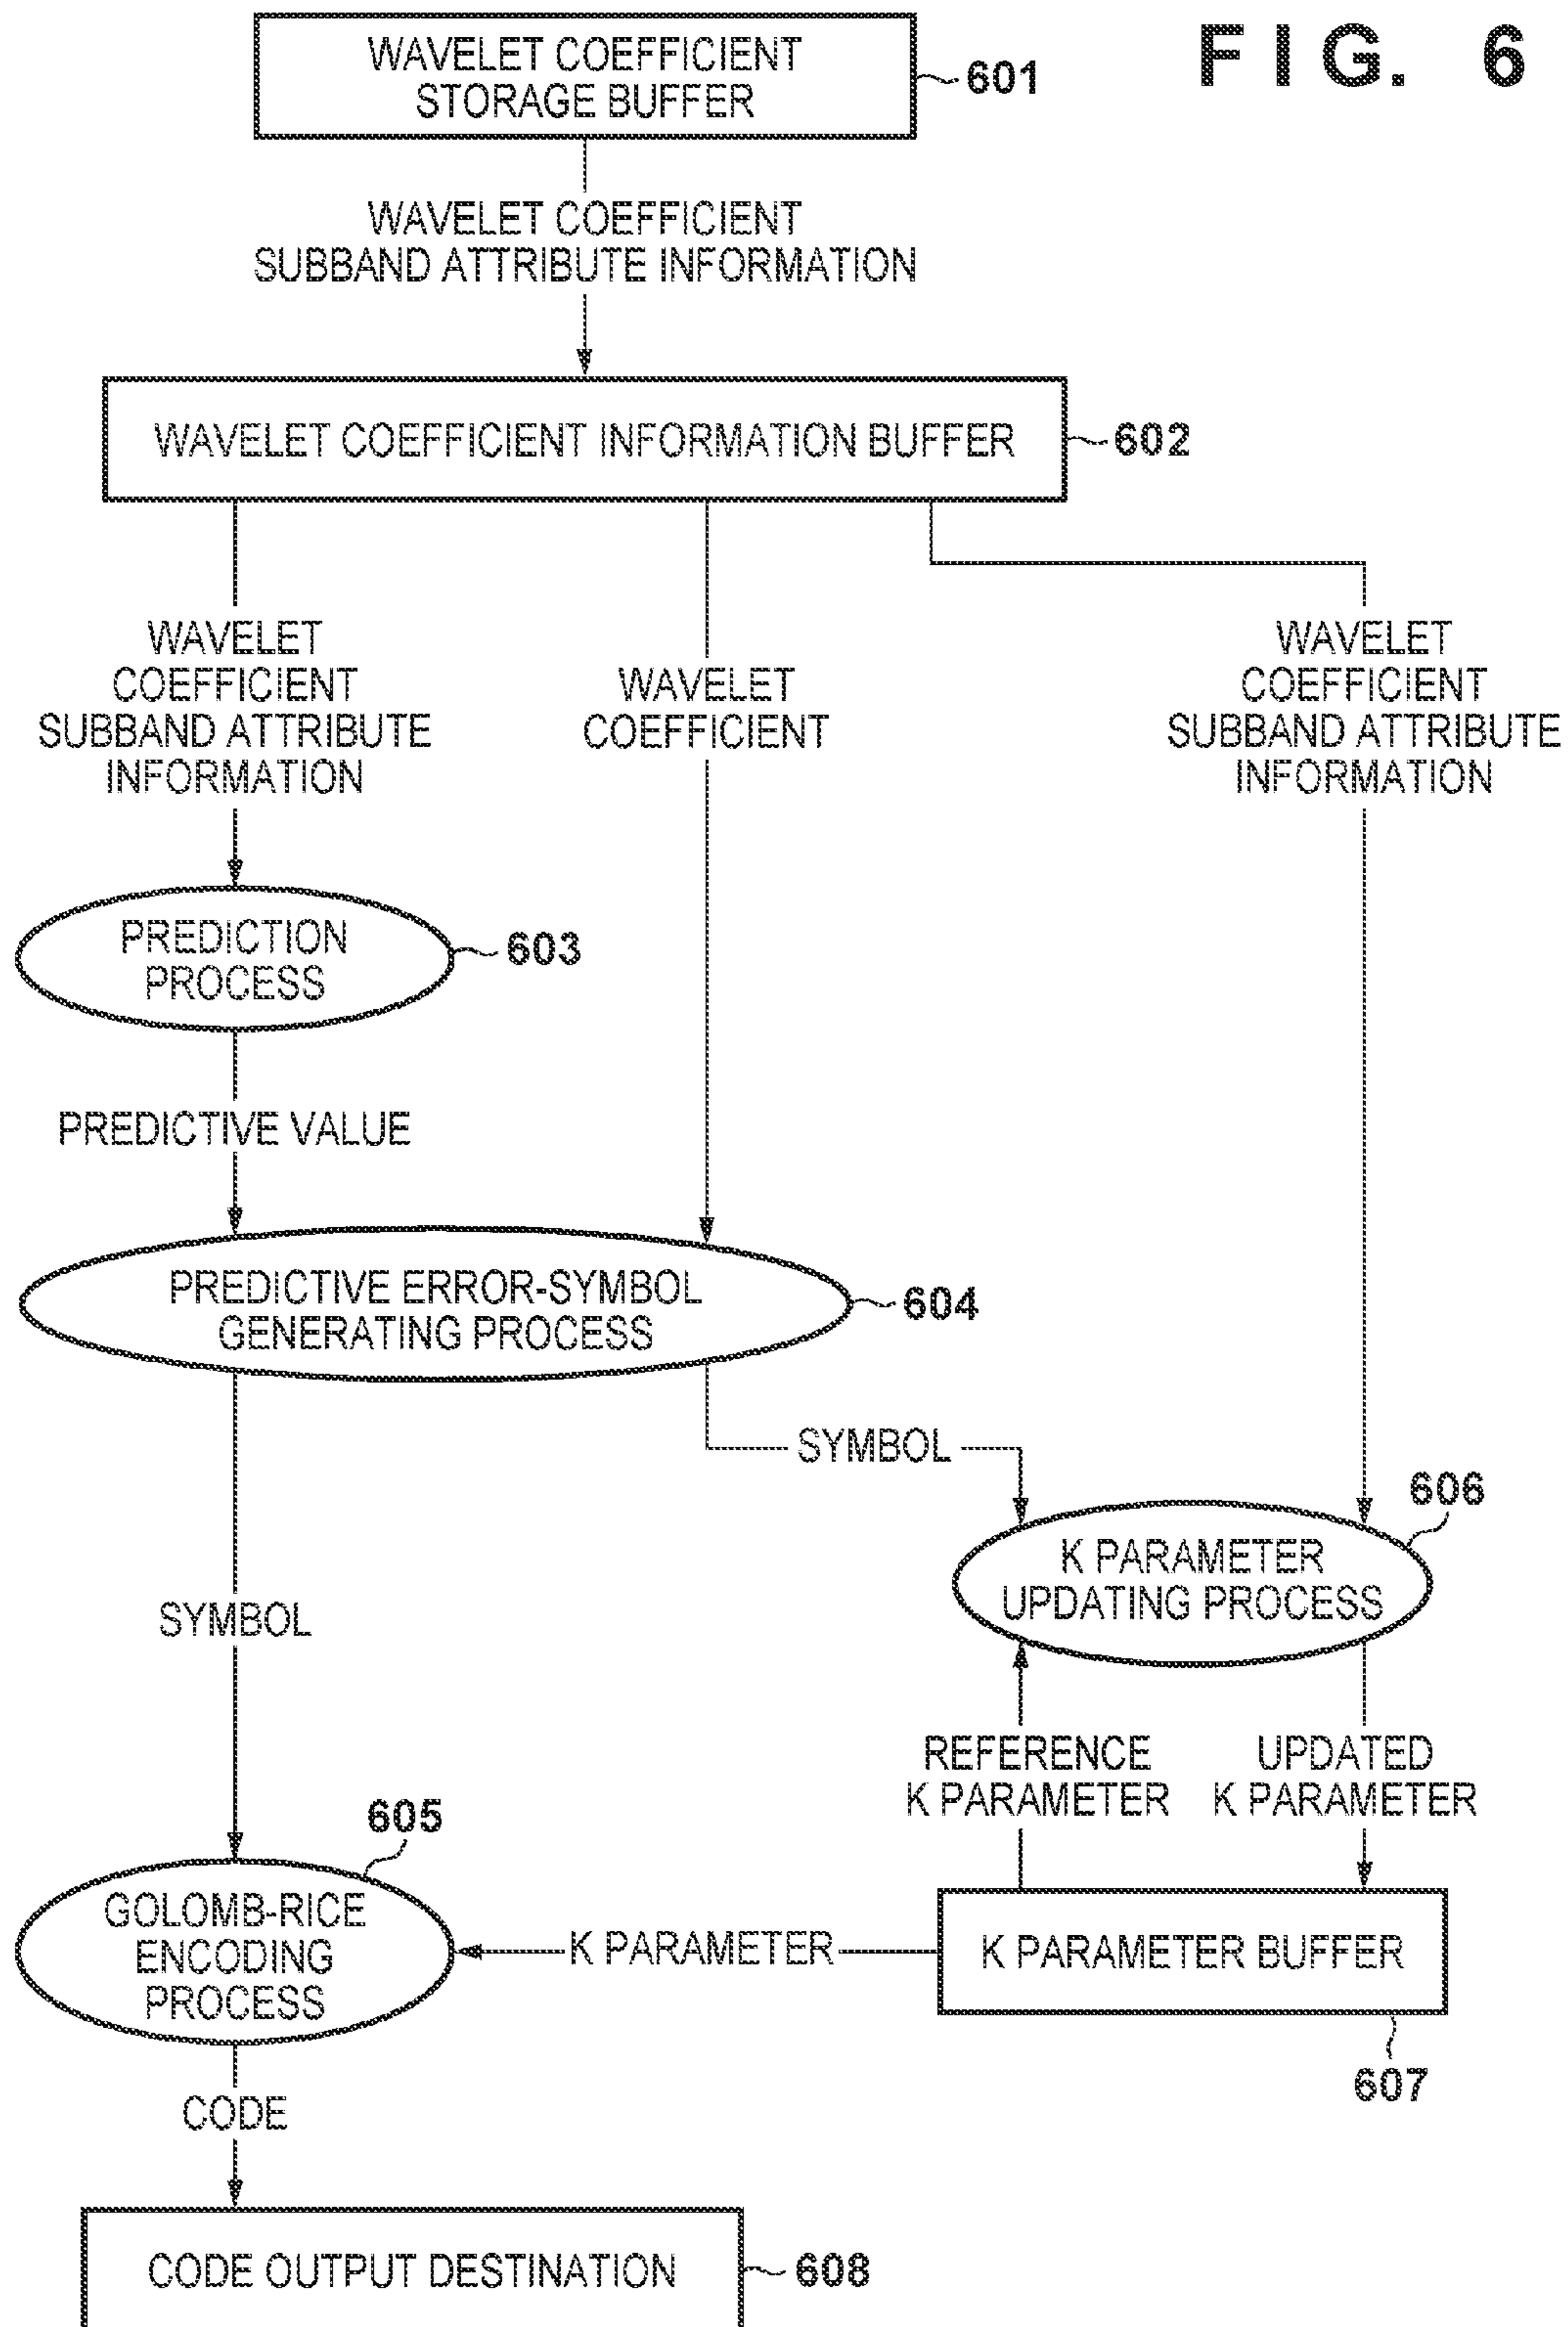 FIG. 6
WAVELET COEFFICIENT
STORAGE BUFFER
601
WAVELET COEFFICIENT
SUBBAND ATTRIBUTE INFORMATION
WAVELET COEFFICIENT INFORMATION BUFFER
602
WAVELET
COEFFICIENT
SUBBAND ATTRIBUTE
INFORMATION
WAVELET
COEFFICIENT
WAVELET
COEFFICIENT
SUBBAND ATTRIBUTE
INFORMATION
PREDICTION
PROCESS
603
PREDICTIVE VALUE
PREDICTIVE ERROR-SYMBOL
GENERATING PROCESS
604
SYMBOL
SYMBOL
606
K PARAMETER
UPDATING PROCESS
REFERENCE
K PARAMETER
UPDATED
K PARAMETER
605
GOLOMB-RICE
ENCODING
PROCESS
K PARAMETER
K PARAMETER BUFFER
607
CODE
CODE OUTPUT DESTINATION
608